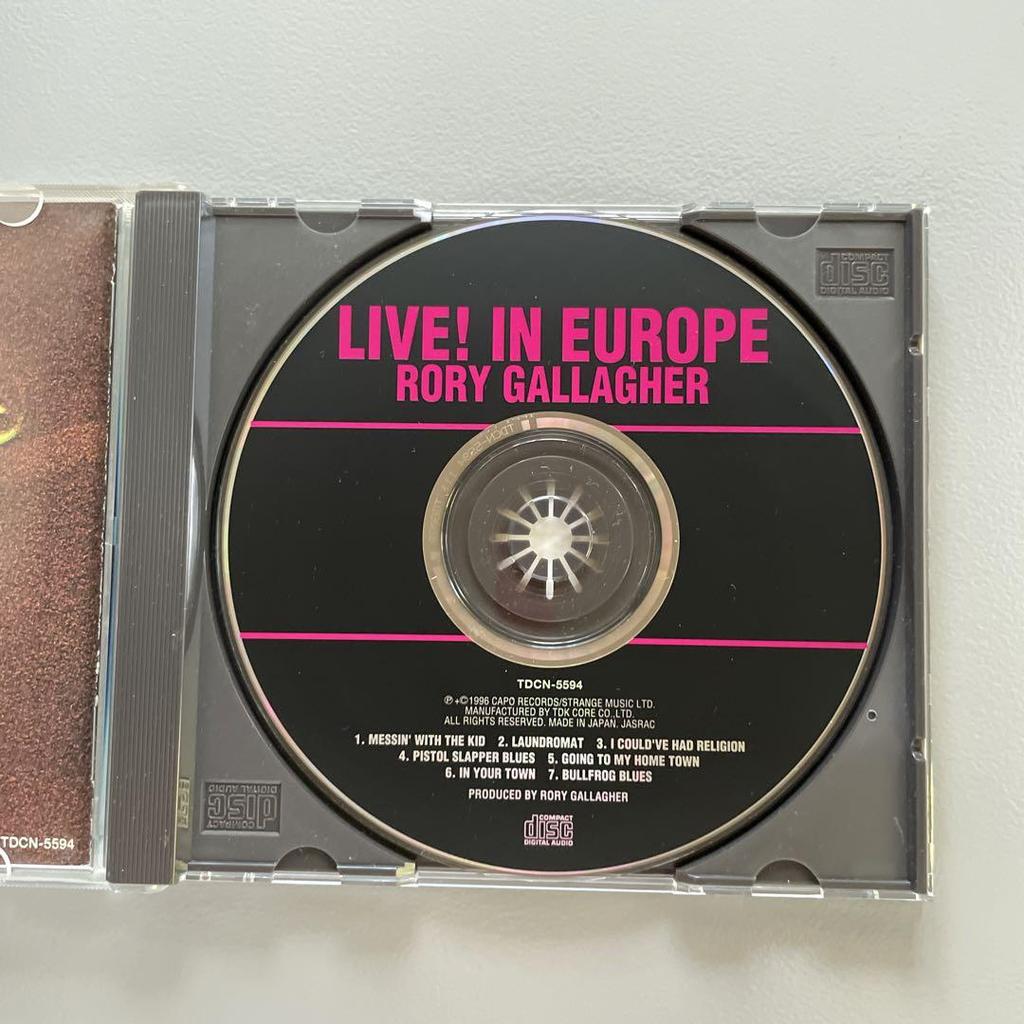 COMPACT
disc
DIGITAL AUDIO
LIVE! IN EUROPE
RORY GALLAGHER
TDCN-5594
℗+©1996 CAPO RECORDS/STRANGE MUSIC LTD.
MANUFACTURED BY TDK CORE CO.,LTD.
ALL RIGHTS RESERVED. MADE IN JAPAN. JASRAC
1. MESSIN' WITH THE KID 2. LAUNDROMAT 3. I COULD'VE HAD RELIGION
4. PISTOL SLAPPER BLUES 5. GOING TO MY HOME TOWN
6. IN YOUR TOWN 7. BULLFROG BLUES
PRODUCED BY RORY GALLAGHER
COMPACT
disc
DIGITAL AUDIO
COMPACT
disc
DIGITAL AUDIO
TDCN-5594